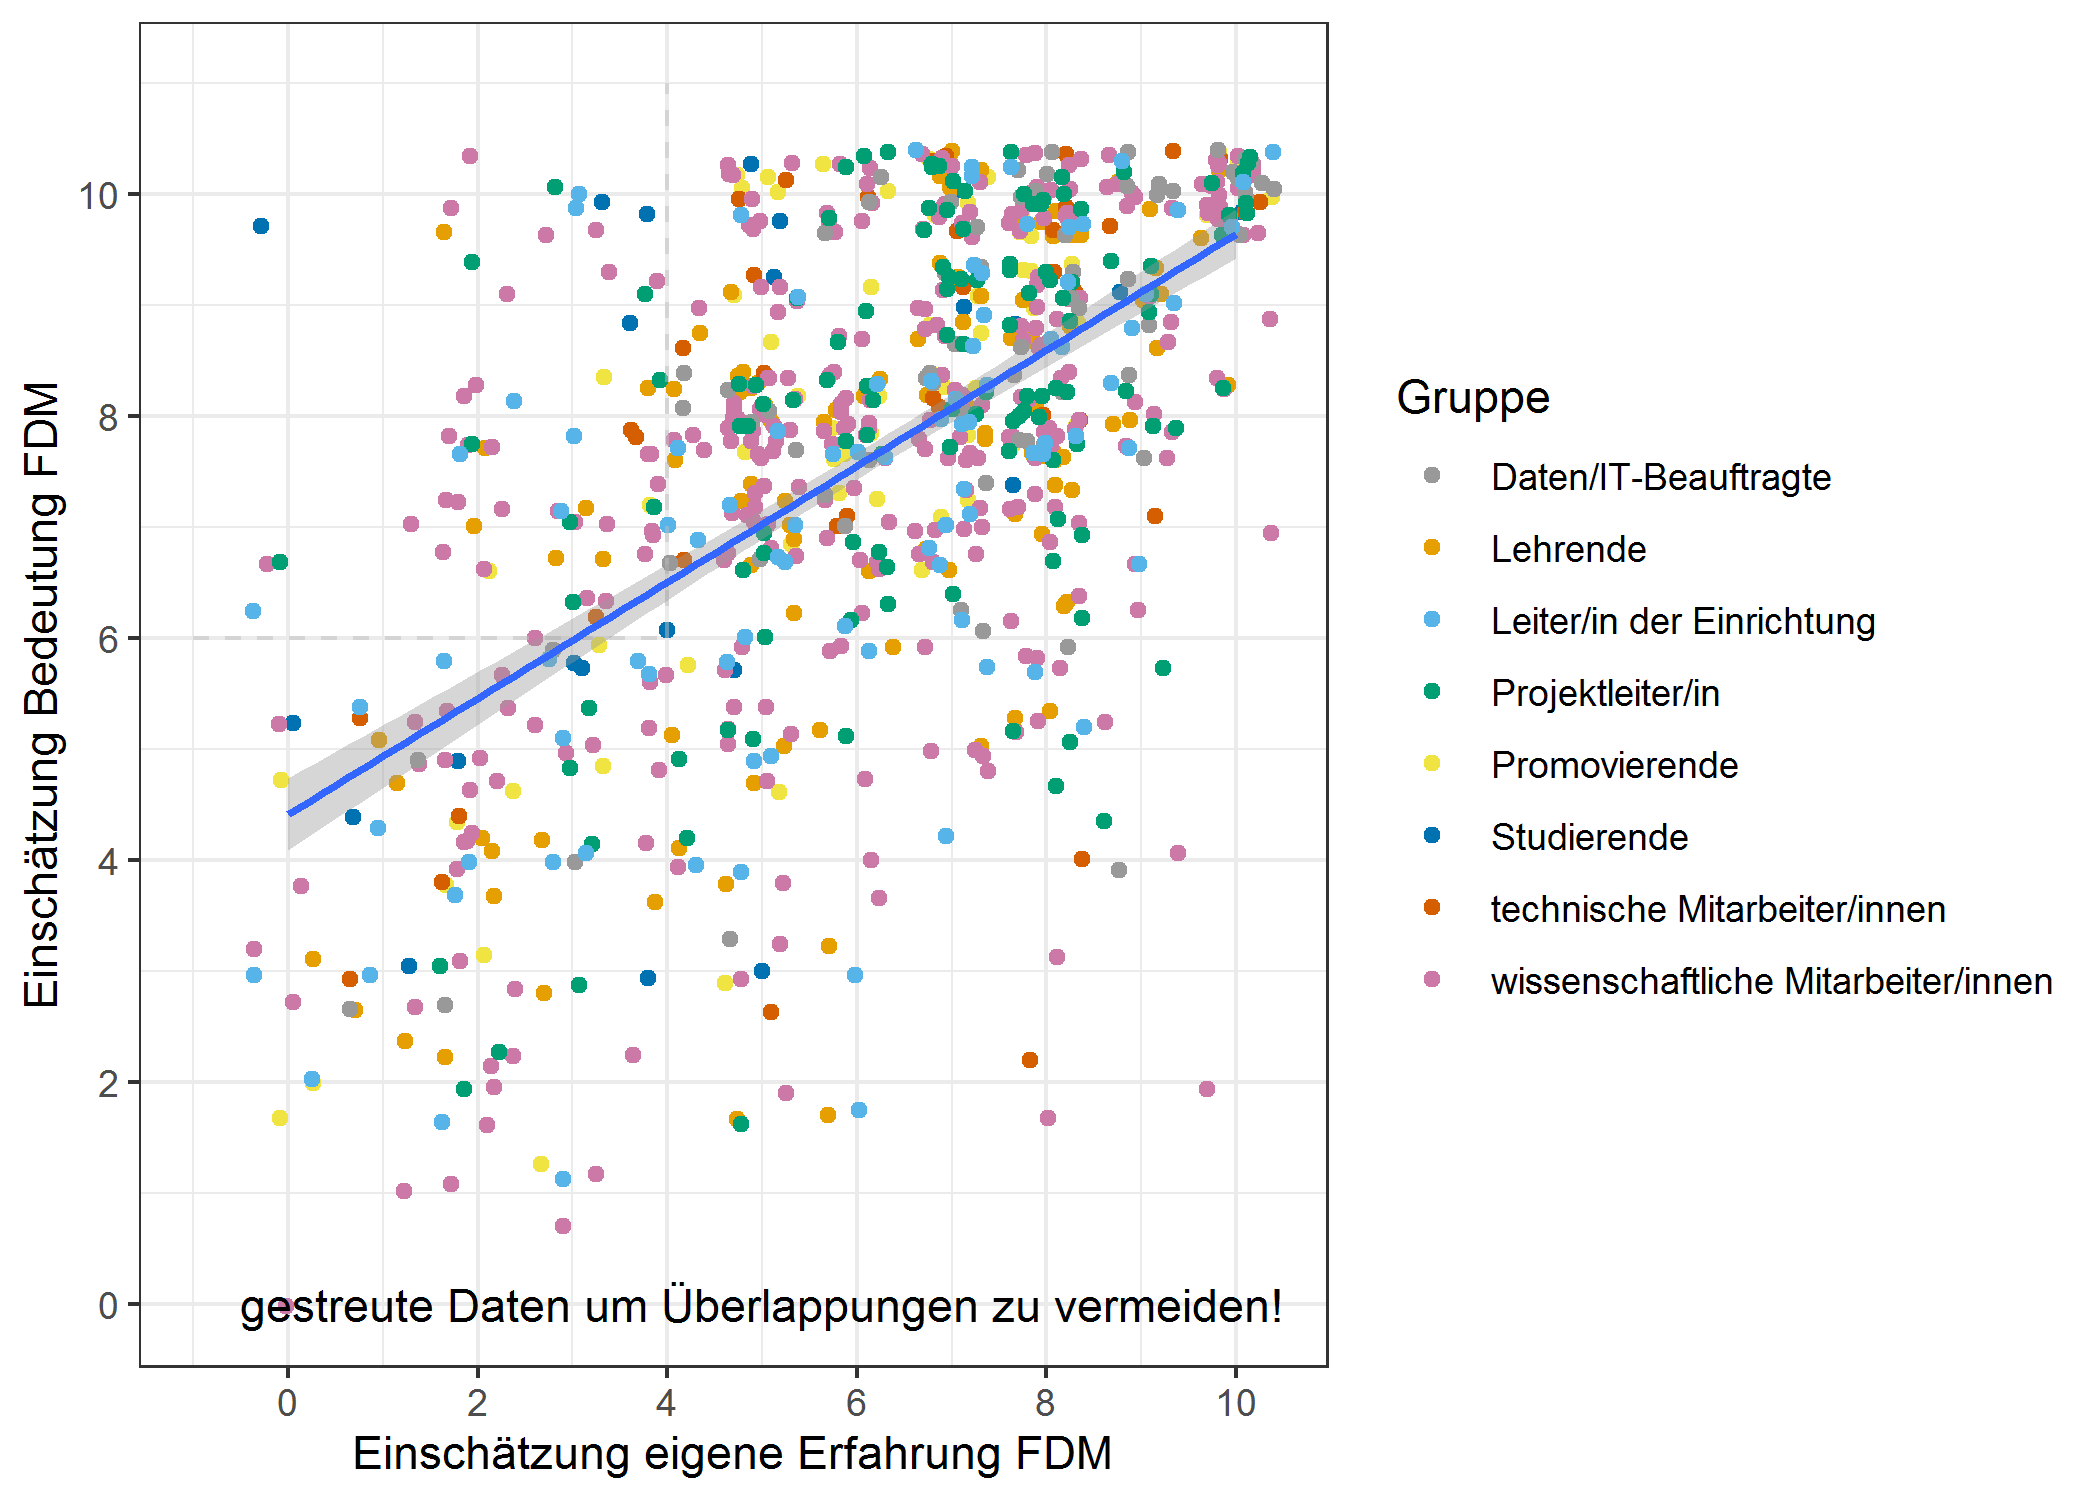 Einschätzung Bedeutung FDM
10
8
6
4
2
0
gestreute Daten um Überlappungen zu vermeiden!
0 2 4 6 8 10
Einschätzung eigene Erfahrung FDM
Gruppe
Daten/IT-Beauftragte
Lehrende
Leiter/in der Einrichtung
Projektleiter/in
Promovierende
Studierende
technische Mitarbeiter/innen
wissenschaftliche Mitarbeiter/innen